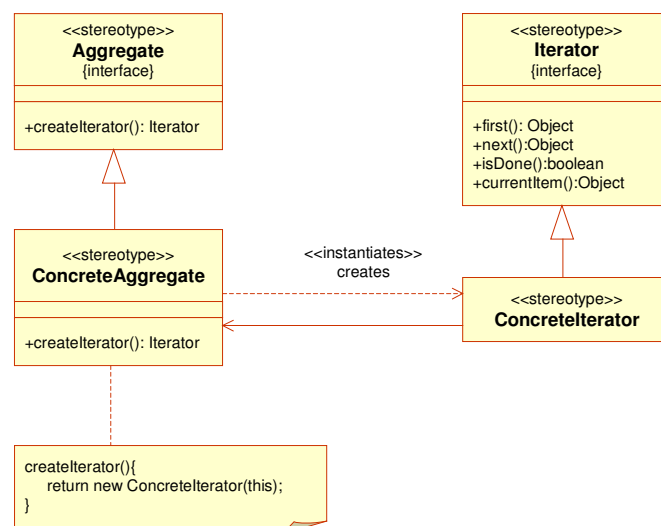 <<stereotype>>
Aggregate
{interface}
+createIterator(): Iterator
<<stereotype>>
Iterator
{interface}
+first(): Object
+next():Object
+isDone():boolean
+currentItem():Object
<<stereotype>>
ConcreteAggregate
+createIterator(): Iterator
<<instantiates>>
creates
<<stereotype>>
ConcreteIterator
createIterator(){
return new ConcreteIterator(this);
}